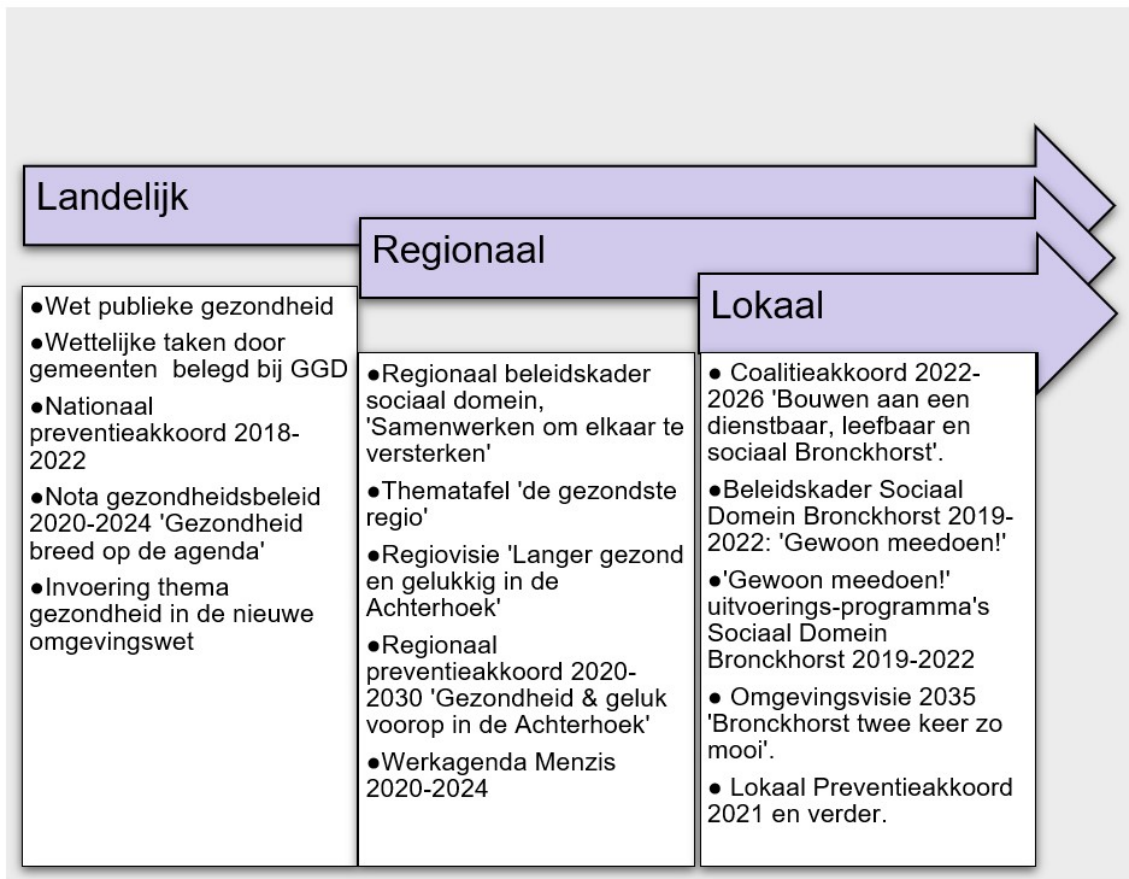 Landelijk
●Wet publieke gezondheid
●Wettelijke taken door
gemeenten  belegd bij GGD
●Nationaal
preventieakkoord 2018-
2022
●Nota gezondheidsbeleid
2020-2024 'Gezondheid
breed op de agenda'
●Invoering thema
gezondheid in de nieuwe
omgevingswet
Regionaal
●Regionaal beleidskader
sociaal domein,
'Samenwerken om elkaar te
versterken'
●Thematafel 'de gezondste
regio'
●Regiovisie 'Langer gezond
en gelukkig in de
Achterhoek'
●Regionaal
preventieakkoord 2020-
2030 'Gezondheid & geluk
voorop in de Achterhoek'
●Werkagenda Menzis
2020-2024
Lokaal
● Coalitieakkoord 2022-
2026 'Bouwen aan een
dienstbaar, leefbaar en
sociaal Bronckhorst'.
●Beleidskader Sociaal
Domein Bronckhorst 2019-
2022: 'Gewoon meedoen!'
●'Gewoon meedoen!'
uitvoerings-programma's
Sociaal Domein
Bronckhorst 2019-2022
● Omgevingsvisie 2035
'Bronckhorst twee keer zo
mooi'.
● Lokaal Preventieakkoord
2021 en verder.